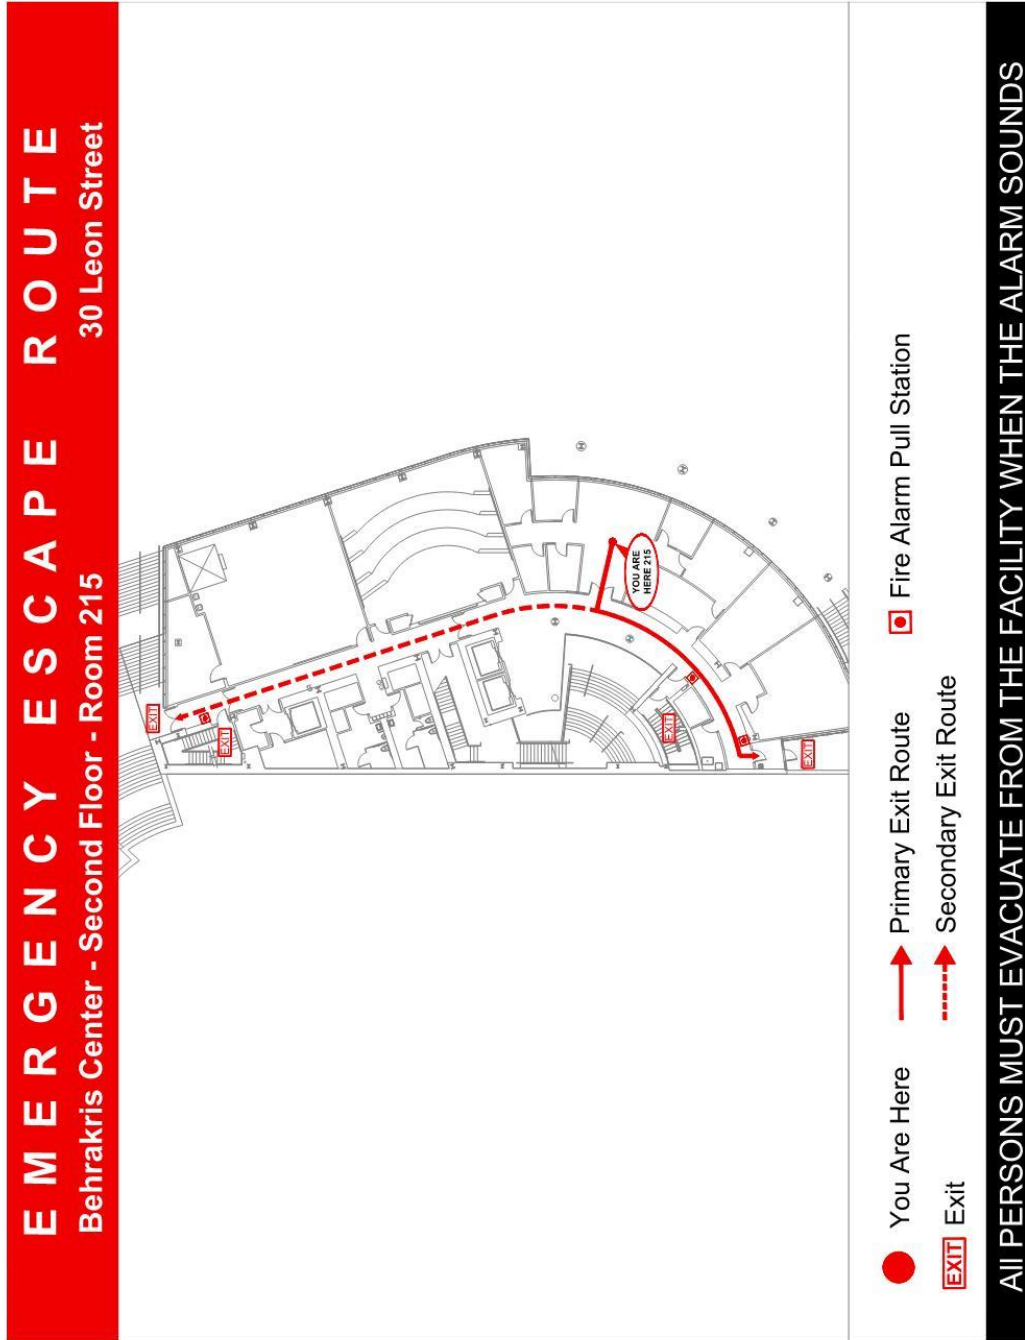 EMERGENCY ESCAPE ROUTE
Behrakris Center - Second Floor - Room 215
30 Leon Street
EXIT
EXIT
YOU ARE
HERE 215
EXIT
EXIT
You Are Here
Primary Exit Route
Fire Alarm Pull Station
EXIT Exit
Secondary Exit Route
All PERSONS MUST EVACUATE FROM THE FACILITY WHEN THE ALARM SOUNDS